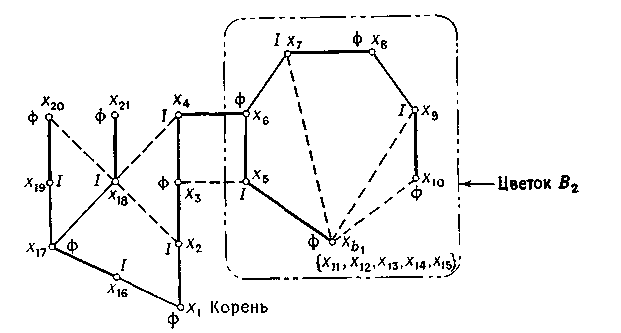 I x₇ Ф x₈
x₂₀ x₂₁ x₄
Ф Ф I Ф x₆ I x₉
x₁₉ I I x₁₈ Ф x₃ x₅ I x₁₀ Ф
Цветок B₂
x₁₇ Ф I x₂ Ф x_b₁
{x₁₁, x₁₂, x₁₃, x₁₄, x₁₅}
I x₁₆
x₁ Корень
Ф